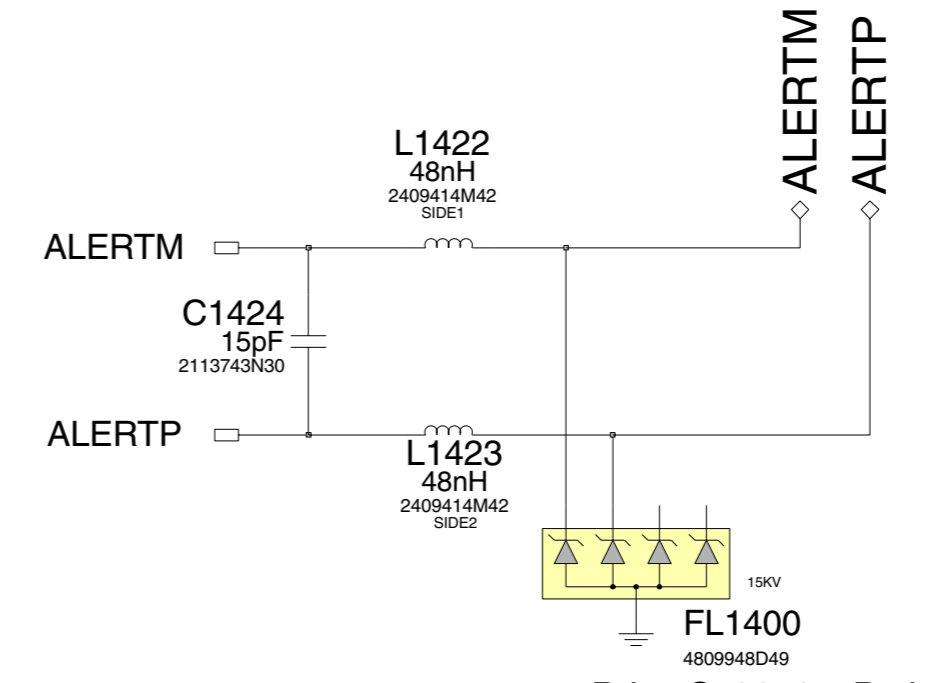 ALERTM
ALERTP
L1422
48nH
2409414M42
SIDE1
ALERTM
C1424
15pF
2113743N30
ALERTP
L1423
48nH
2409414M42
SIDE2
15KV
FL1400
4809948D49